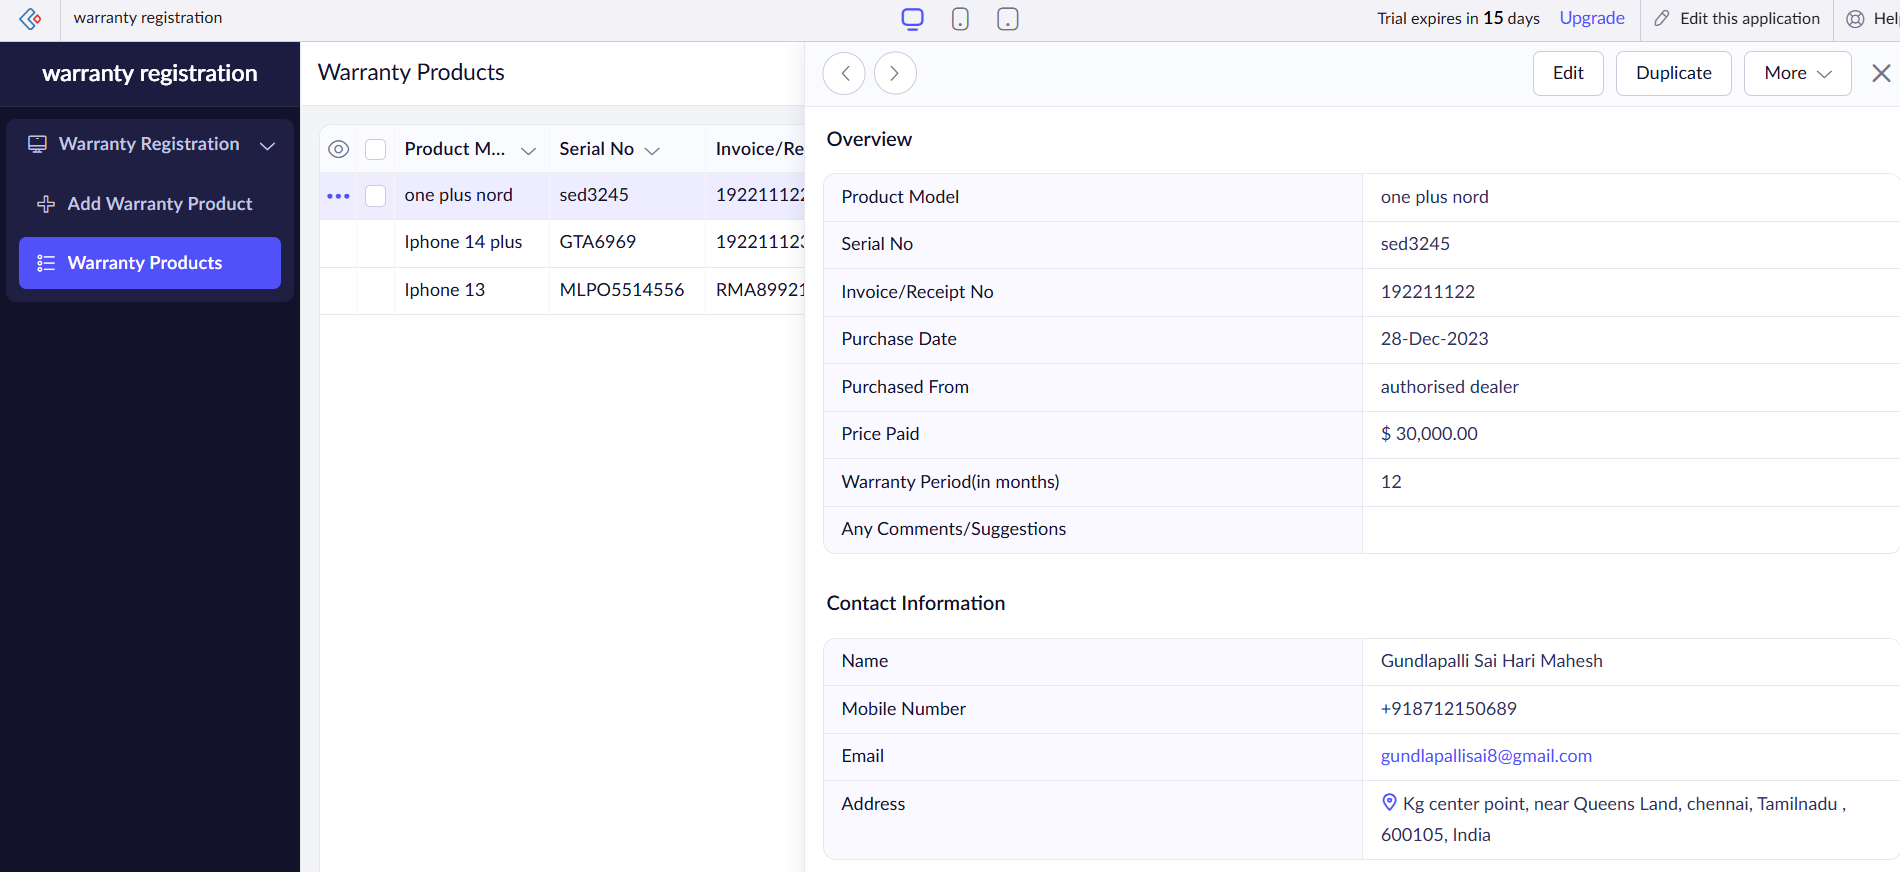 warranty registration
Trial expires in 15 days Upgrade Edit this application
warranty registration
Warranty Registration
Add Warranty Product
Warranty Products
Warranty Products
Edit Duplicate More
Product M... Serial No Invoice/Re
one plus nord sed3245 192211122
Iphone 14 plus GTA6969 192211123
Iphone 13 MLPO5514556 RMA89921
Overview
Product Model one plus nord
Serial No sed3245
Invoice/Receipt No 192211122
Purchase Date 28-Dec-2023
Purchased From authorised dealer
Price Paid $ 30,000.00
Warranty Period(in months) 12
Any Comments/Suggestions
Contact Information
Name Gundlapalli Sai Hari Mahesh
Mobile Number +918712150689
Email gundlapallisai8@gmail.com
Address Kg center point, near Queens Land, chennai, Tamilnadu ,
600105, India